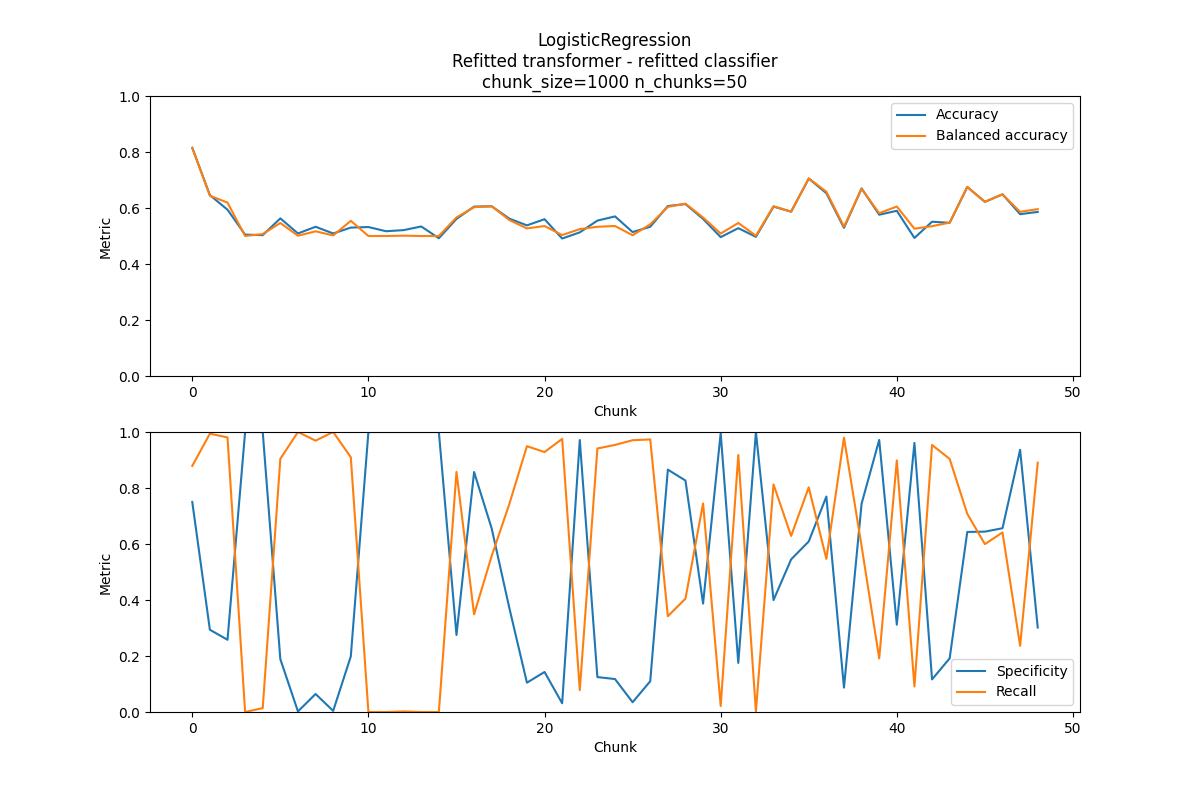 LogisticRegression
Refitted transformer - refitted classifier
chunk_size=1000 n_chunks=50
1.0
0.8
0.6
0.4
0.2
0.0
Metric
Accuracy
Balanced accuracy
0 10 20 30 40 50
Chunk
1.0
0.8
0.6
0.4
0.2
0.0
Metric
Specificity
Recall
0 10 20 30 40 50
Chunk